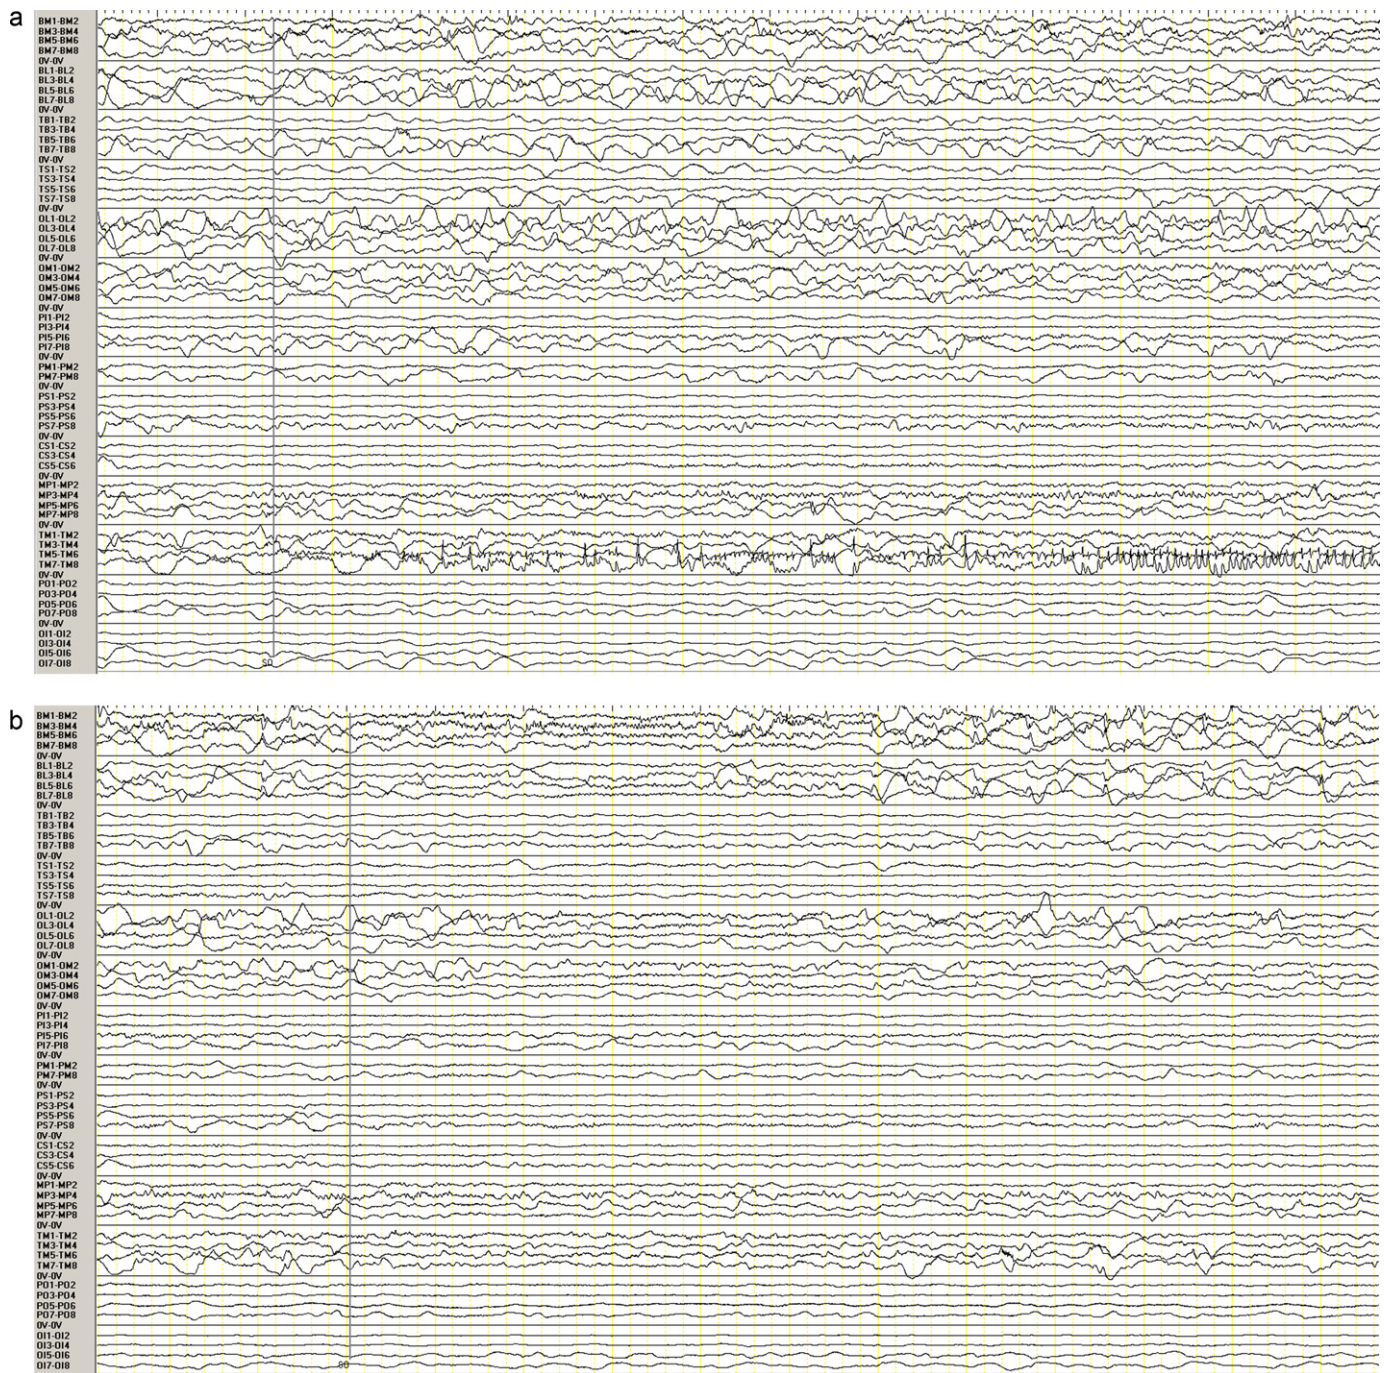 a
BM1-BM2
BM3-BM4
BM5-BM6
BM7-BM8
0V-0V
BL1-BL2
BL3-BL4
BL5-BL6
BL7-BL8
0V-0V
TB1-TB2
TB3-TB4
TB5-TB6
TB7-TB8
0V-0V
TS1-TS2
TS3-TS4
TS5-TS6
TS7-TS8
0V-0V
OL1-OL2
OL3-OL4
OL5-OL6
OL7-OL8
0V-0V
OM1-OM2
OM3-OM4
OM5-OM6
OM7-OM8
0V-0V
PI1-PI2
PI3-PI4
PI5-PI6
PI7-PI8
0V-0V
PM1-PM2
PM7-PM8
0V-0V
PS1-PS2
PS3-PS4
PS5-PS6
PS7-PS8
0V-0V
CS1-CS2
CS3-CS4
CS5-CS6
0V-0V
MP1-MP2
MP3-MP4
MP5-MP6
MP7-MP8
0V-0V
TM1-TM2
TM3-TM4
TM5-TM6
TM7-TM8
0V-0V
PO1-PO2
PO3-PO4
PO5-PO6
PO7-PO8
0V-0V
OI1-OI2
OI3-OI4
OI5-OI6
OI7-OI8
b
BM1-BM2
BM3-BM4
BM5-BM6
BM7-BM8
0V-0V
BL1-BL2
BL3-BL4
BL5-BL6
BL7-BL8
0V-0V
TB1-TB2
TB3-TB4
TB5-TB6
TB7-TB8
0V-0V
TS1-TS2
TS3-TS4
TS5-TS6
TS7-TS8
0V-0V
OL1-OL2
OL3-OL4
OL5-OL6
OL7-OL8
0V-0V
OM1-OM2
OM3-OM4
OM5-OM6
OM7-OM8
0V-0V
PI1-PI2
PI3-PI4
PI5-PI6
PI7-PI8
0V-0V
PM1-PM2
PM7-PM8
0V-0V
PS1-PS2
PS3-PS4
PS5-PS6
PS7-PS8
0V-0V
CS1-CS2
CS3-CS4
CS5-CS6
0V-0V
MP1-MP2
MP3-MP4
MP5-MP6
MP7-MP8
0V-0V
TM1-TM2
TM3-TM4
TM5-TM6
TM7-TM8
0V-0V
PO1-PO2
PO3-PO4
PO5-PO6
PO7-PO8
0V-0V
OI1-OI2
OI3-OI4
OI5-OI6
OI7-OI8